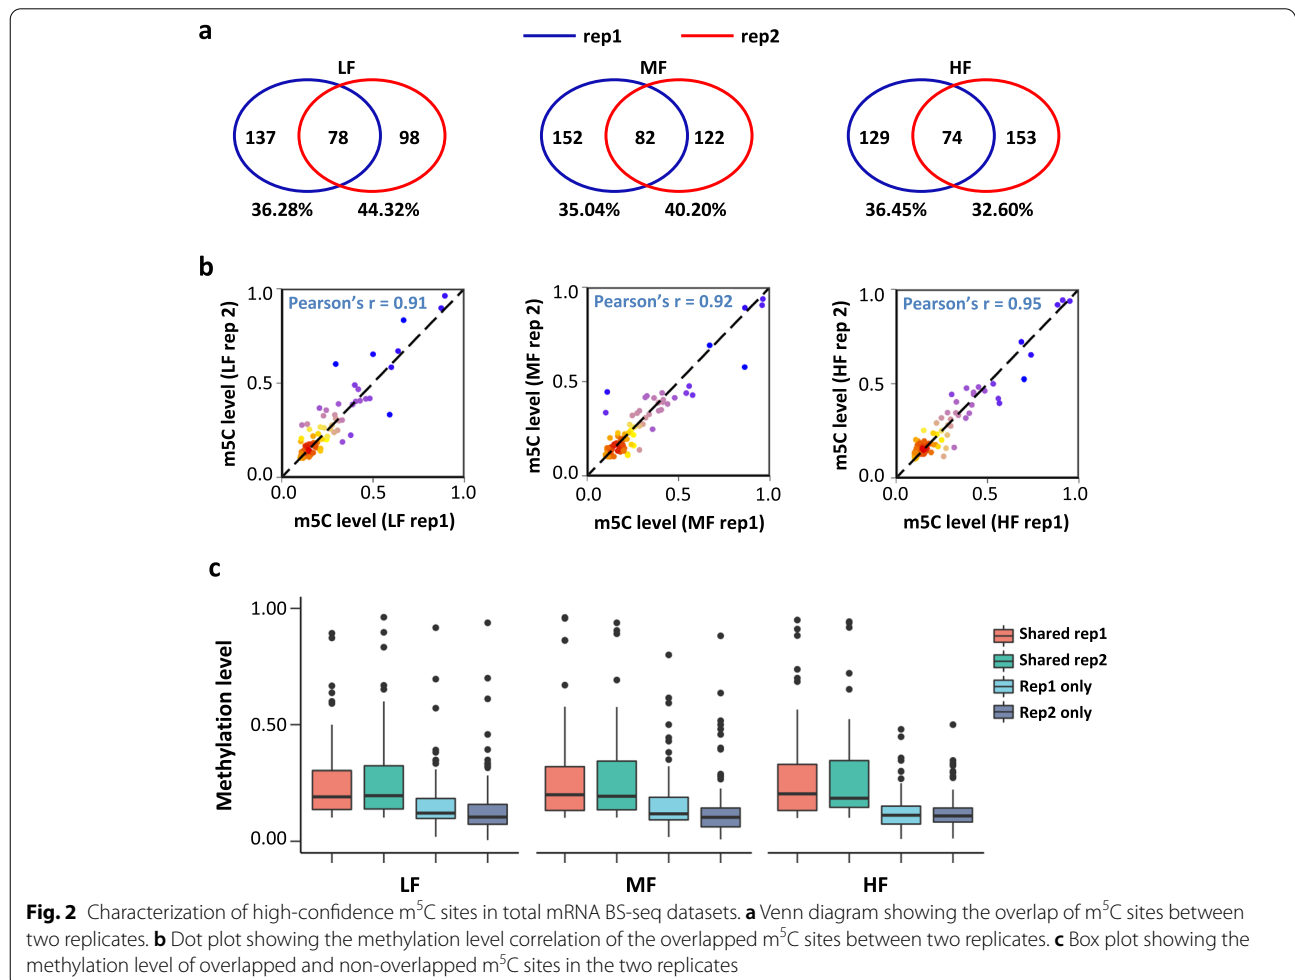 a
rep1 rep2
LF MF HF
137 78 98 152 82 122 129 74 153
36.28% 44.32% 35.04% 40.20% 36.45% 32.60%
b
1.0 Pearson's r = 0.91
0.5
0.0
0.0 0.5 1.0
m5C level (LF rep 2)
m5C level (LF rep1)
1.0 Pearson's r = 0.92
0.5
0.0
0.0 0.5 1.0
m5C level (MF rep 2)
m5C level (MF rep1)
1.0 Pearson's r = 0.95
0.5
0.0
0.0 0.5 1.0
m5C level (HF rep 2)
m5C level (HF rep1)
c
Methylation level
1.00
0.50
0.00
LF MF HF
Shared rep1
Shared rep2
Rep1 only
Rep2 only
Fig. 2 Characterization of high-confidence m⁵C sites in total mRNA BS-seq datasets. a Venn diagram showing the overlap of m⁵C sites between
two replicates. b Dot plot showing the methylation level correlation of the overlapped m⁵C sites between two replicates. c Box plot showing the
methylation level of overlapped and non-overlapped m⁵C sites in the two replicates